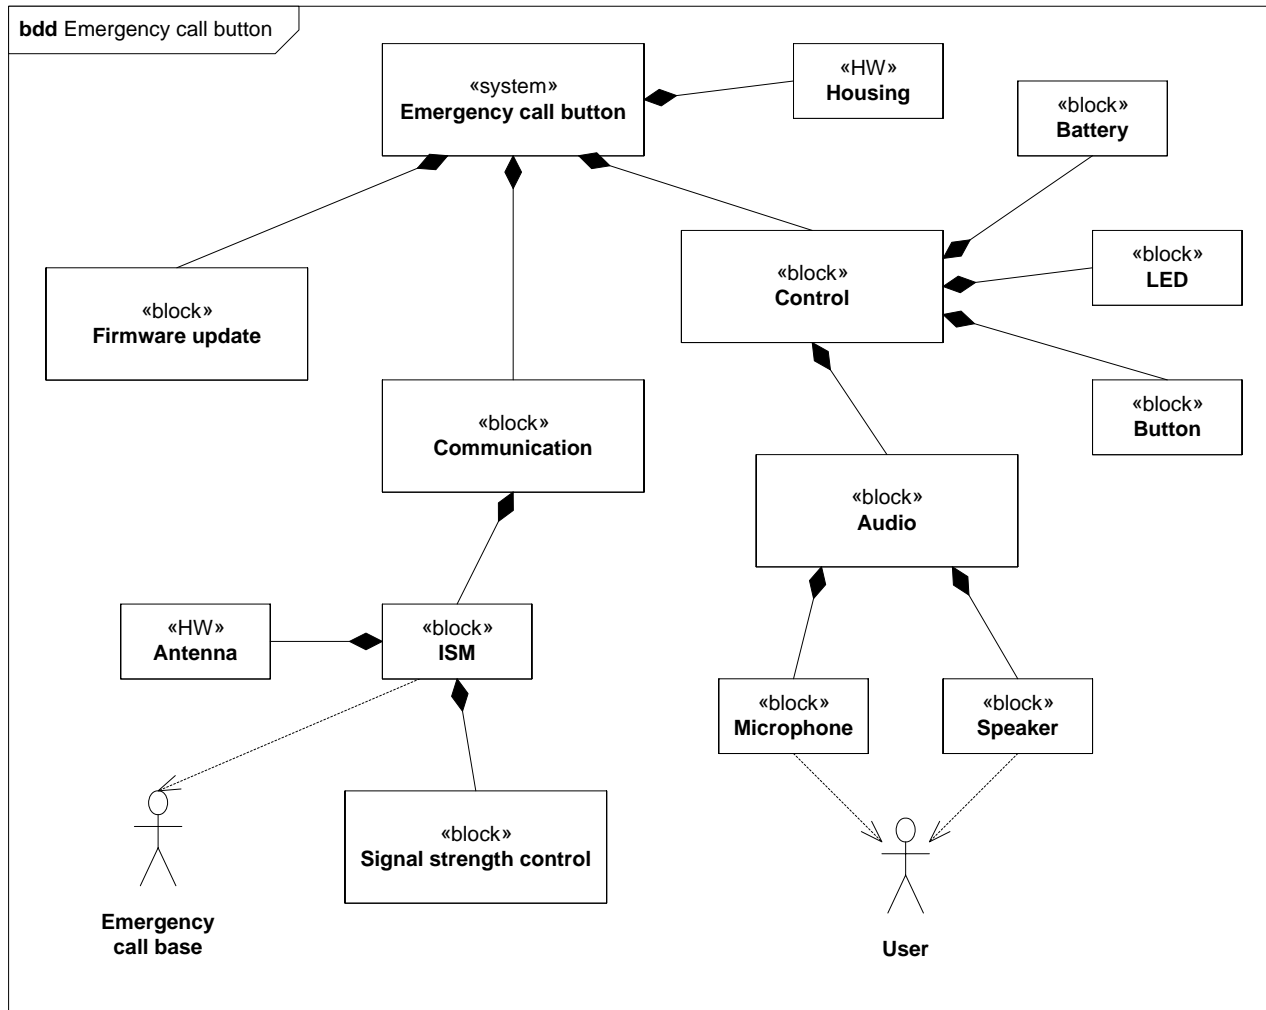 bdd Emergency call button
«system»
Emergency call button
«HW»
Housing
«block»
Battery
«block»
Control
«block»
LED
«block»
Firmware update
«block»
Communication
«block»
Button
«block»
Audio
«HW»
Antenna
«block»
ISM
«block»
Microphone
«block»
Speaker
«block»
Signal strength control
Emergency
call base
User